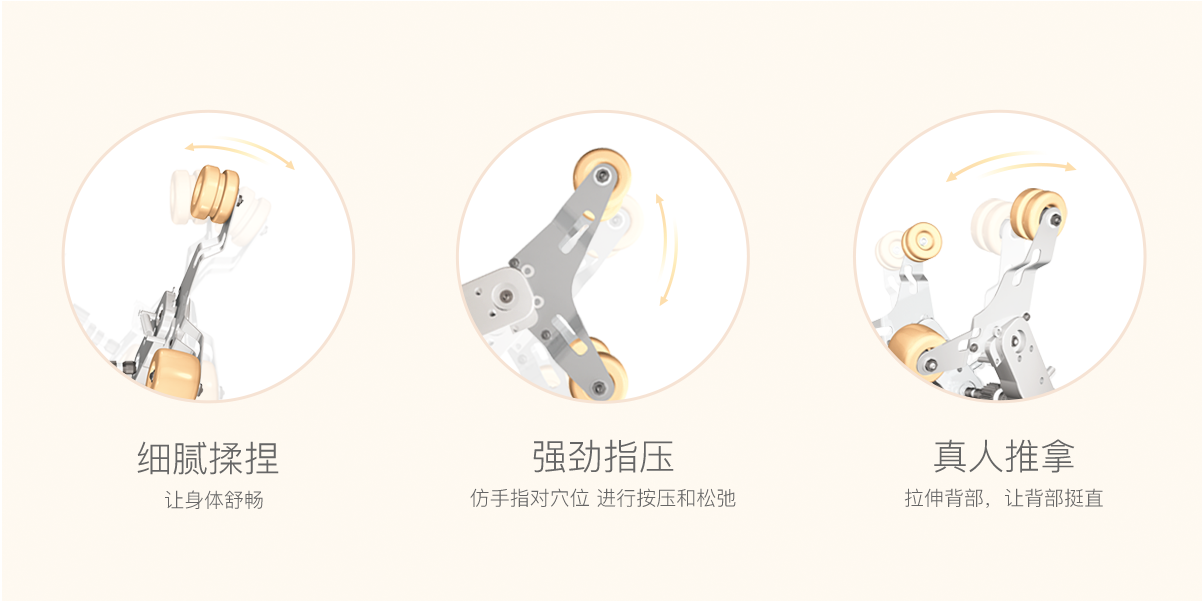 细腻揉捏
让身体舒畅
强劲指压
仿手指对穴位 进行按压和松弛
真人推拿
拉伸背部，让背部挺直